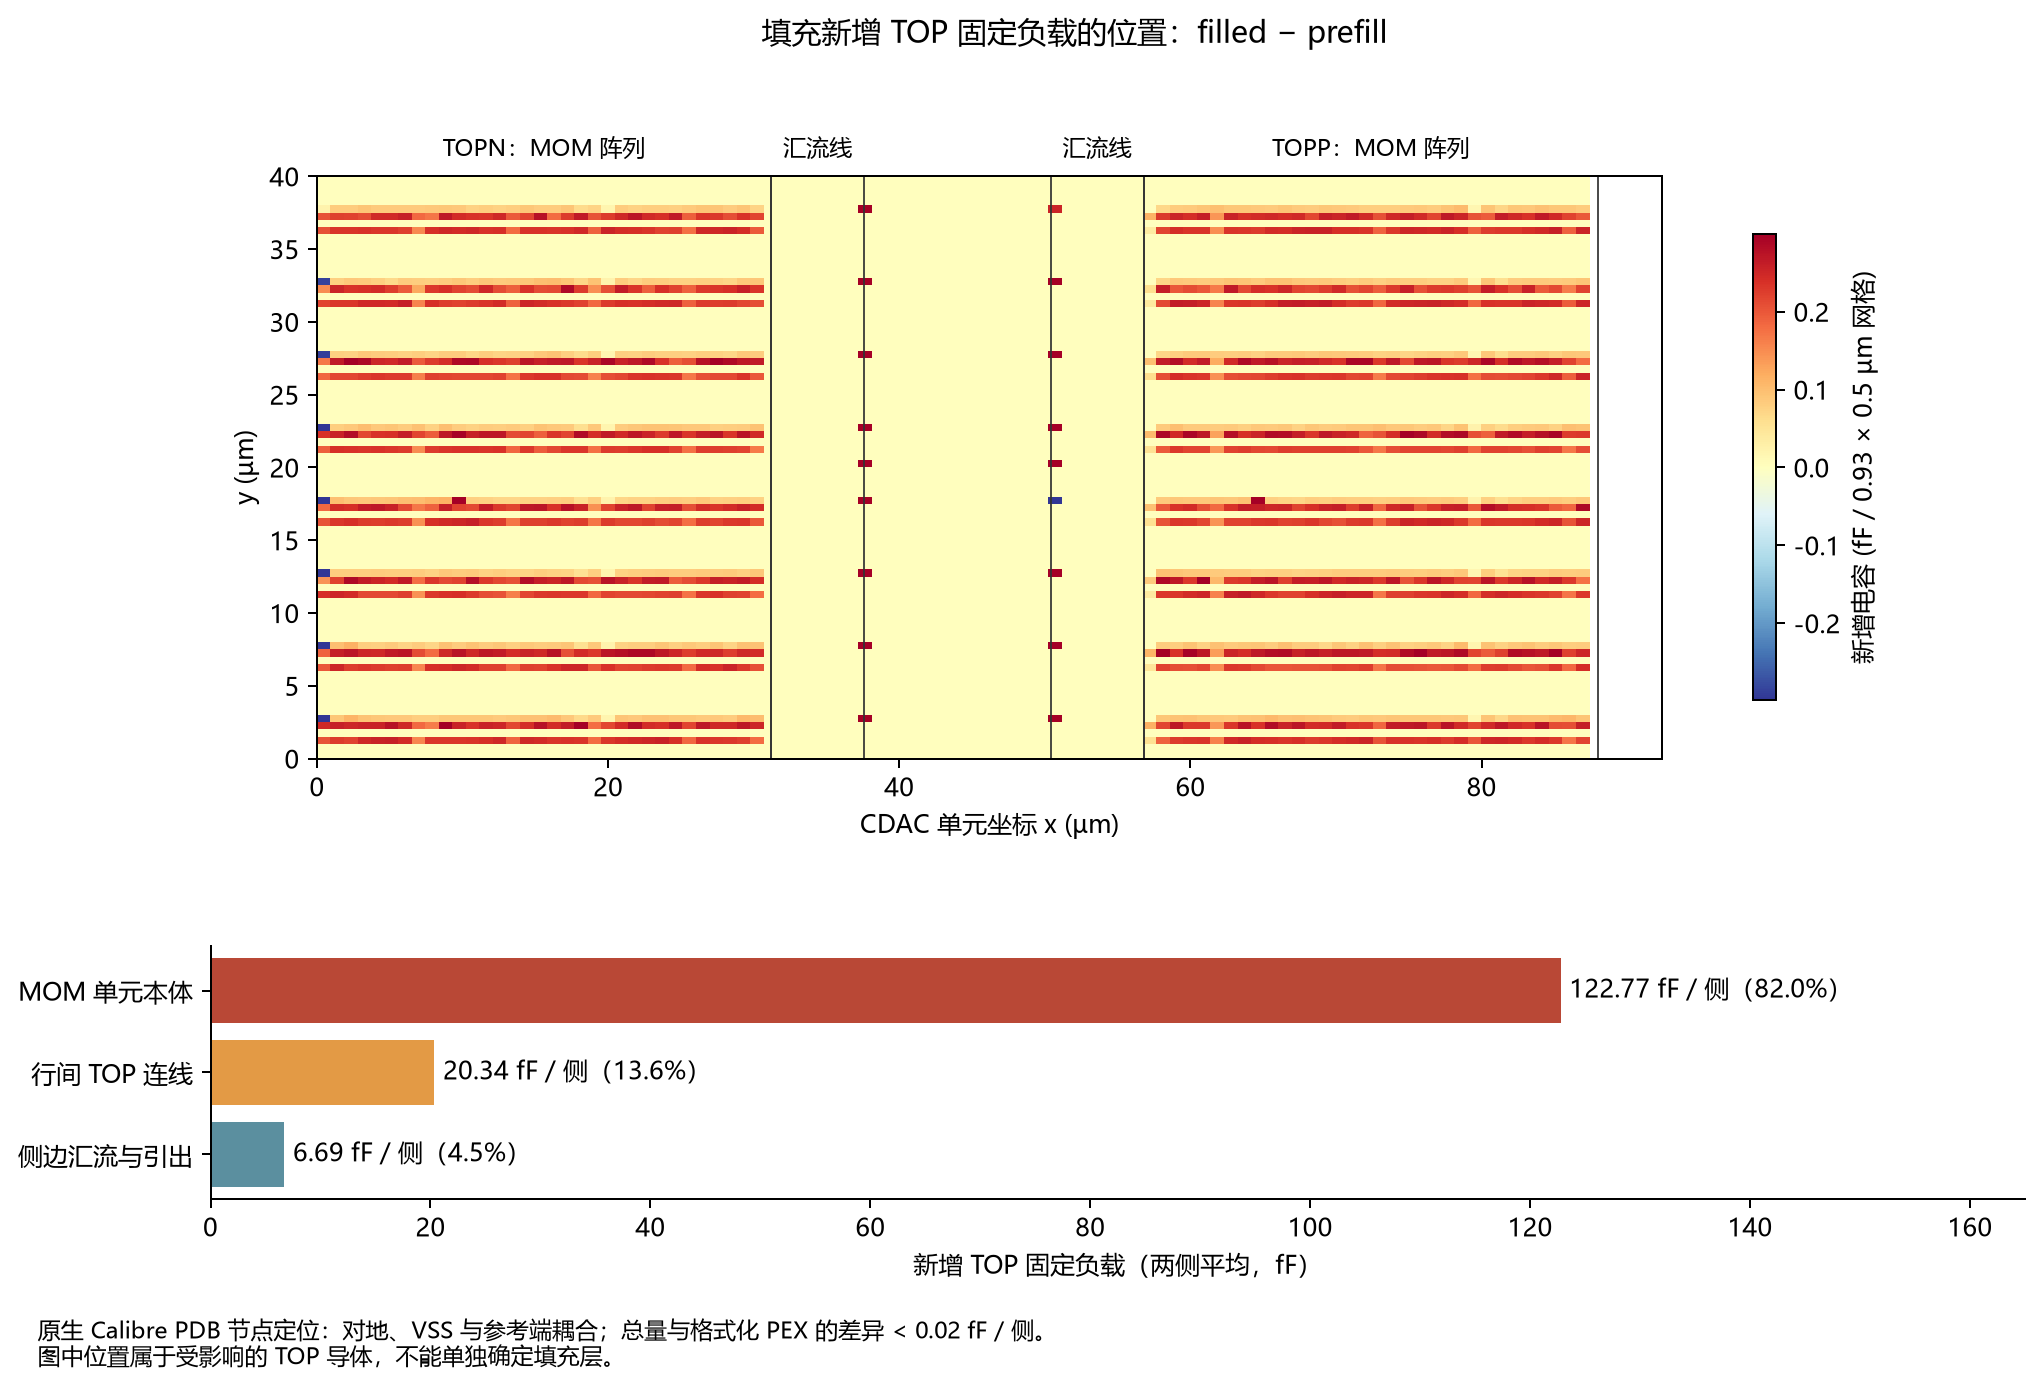 填充新增 TOP 固定负载的位置：filled − prefill
TOPN：MOM 阵列
汇流线
汇流线
TOPP：MOM 阵列
40
35
30
25
20
15
10
5
0
y (µm)
0
20
40
60
80
CDAC 单元坐标 x (µm)
0.2
0.1
0.0
-0.1
-0.2
新增电容 (fF / 0.93 × 0.5 µm 网格)
MOM 单元本体
122.77 fF / 侧（82.0%）
行间 TOP 连线
20.34 fF / 侧（13.6%）
侧边汇流与引出
6.69 fF / 侧（4.5%）
0
20
40
60
80
100
120
140
160
新增 TOP 固定负载（两侧平均，fF）
原生 Calibre PDB 节点定位：对地、VSS 与参考端耦合；总量与格式化 PEX 的差异 < 0.02 fF / 侧。
图中位置属于受影响的 TOP 导体，不能单独确定填充层。